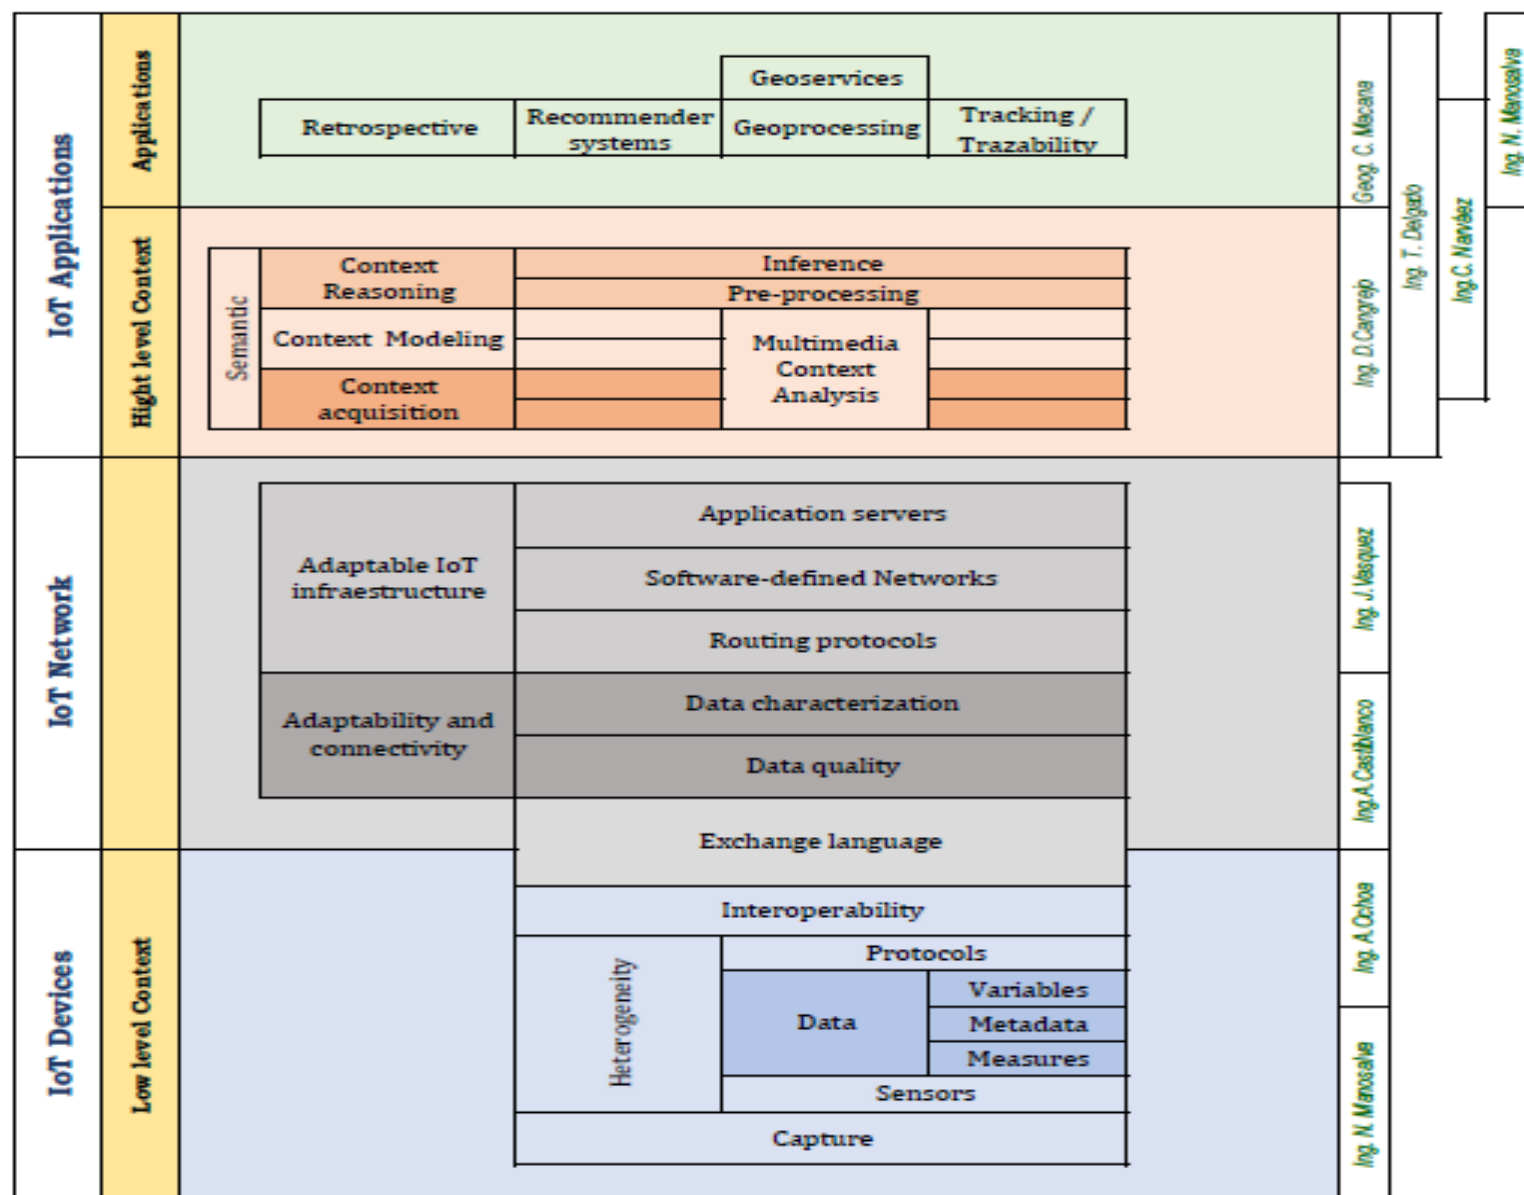 IoT Applications
Applications
Geoservices
Retrospective
Recommender
systems
Geoprocessing
Tracking /
Trazability
Geog. C. Macana
Ing. T. Delgado
Ing.C. Narváez
Ing. N. Manosalva
Hight level Context
Semantic
Context
Reasoning
Inference
Pre-processing
Context Modeling
Multimedia
Context
Analysis
Context
acquisition
Ing. D.Cangrejo
IoT Network
Adaptable IoT
infraestructure
Application servers
Software-defined Networks
Routing protocols
Ing. J.Vasquez
Adaptability and
connectivity
Data characterization
Data quality
Ing.A.Castiblanco
Exchange language
IoT Devices
Low level Context
Interoperability
Heterogeneity
Protocols
Data
Variables
Metadata
Measures
Sensors
Capture
Ing. A.Ochoa
Ing. N. Manosalva